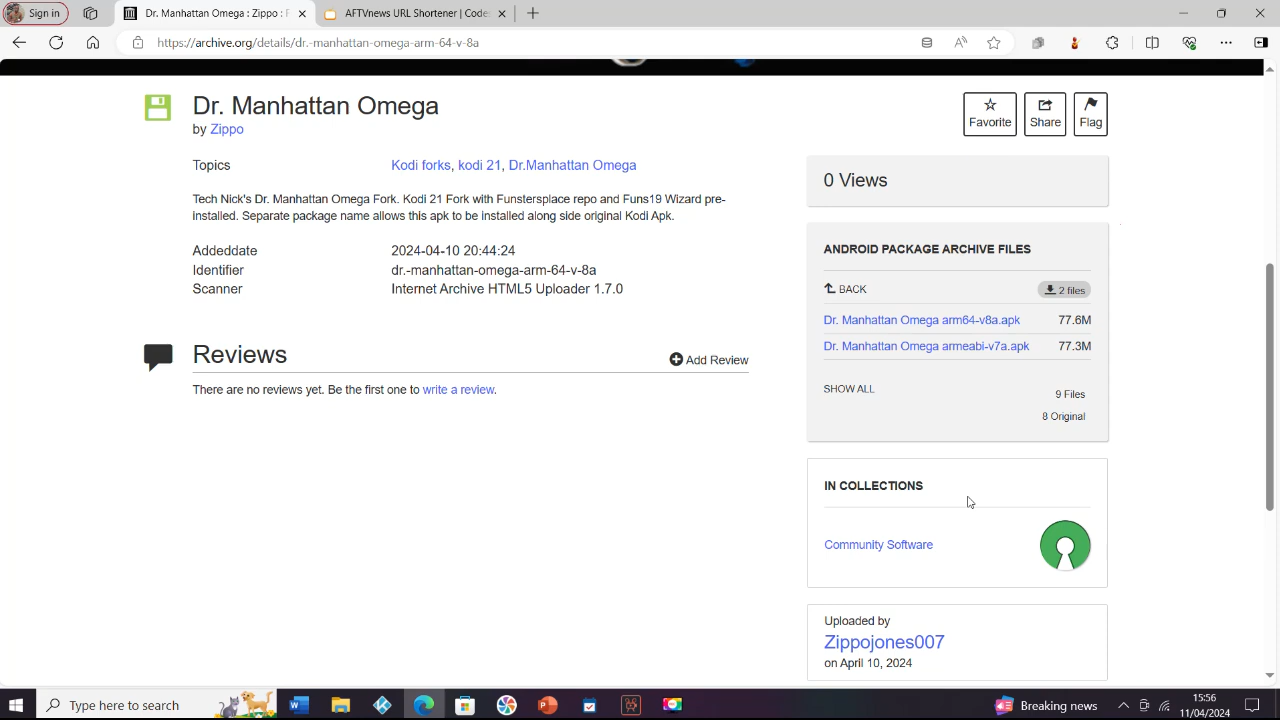 Sign in
Dr. Manhattan Omega : Zippo : F
AFTVnews URL Shortener | Code
https://archive.org/details/dr.-manhattan-omega-arm-64-v-8a
Dr. Manhattan Omega
by Zippo
Favorite
Share
Flag
Topics
Kodi forks, kodi 21, Dr.Manhattan Omega
Tech Nick's Dr. Manhattan Omega Fork. Kodi 21 Fork with Funstersplace repo and Funs19 Wizard pre-
installed. Separate package name allows this apk to be installed along side original Kodi Apk.
Addeddate 2024-04-10 20:44:24
Identifier dr.-manhattan-omega-arm-64-v-8a
Scanner Internet Archive HTML5 Uploader 1.7.0
Reviews
Add Review
There are no reviews yet. Be the first one to write a review.
0 Views
ANDROID PACKAGE ARCHIVE FILES
BACK 2 files
Dr. Manhattan Omega arm64-v8a.apk 77.6M
Dr. Manhattan Omega armeabi-v7a.apk 77.3M
SHOW ALL 9 Files
8 Original
IN COLLECTIONS
Community Software
Uploaded by
Zippojones007
on April 10, 2024
Type here to search
Breaking news
15:56
11/04/2024